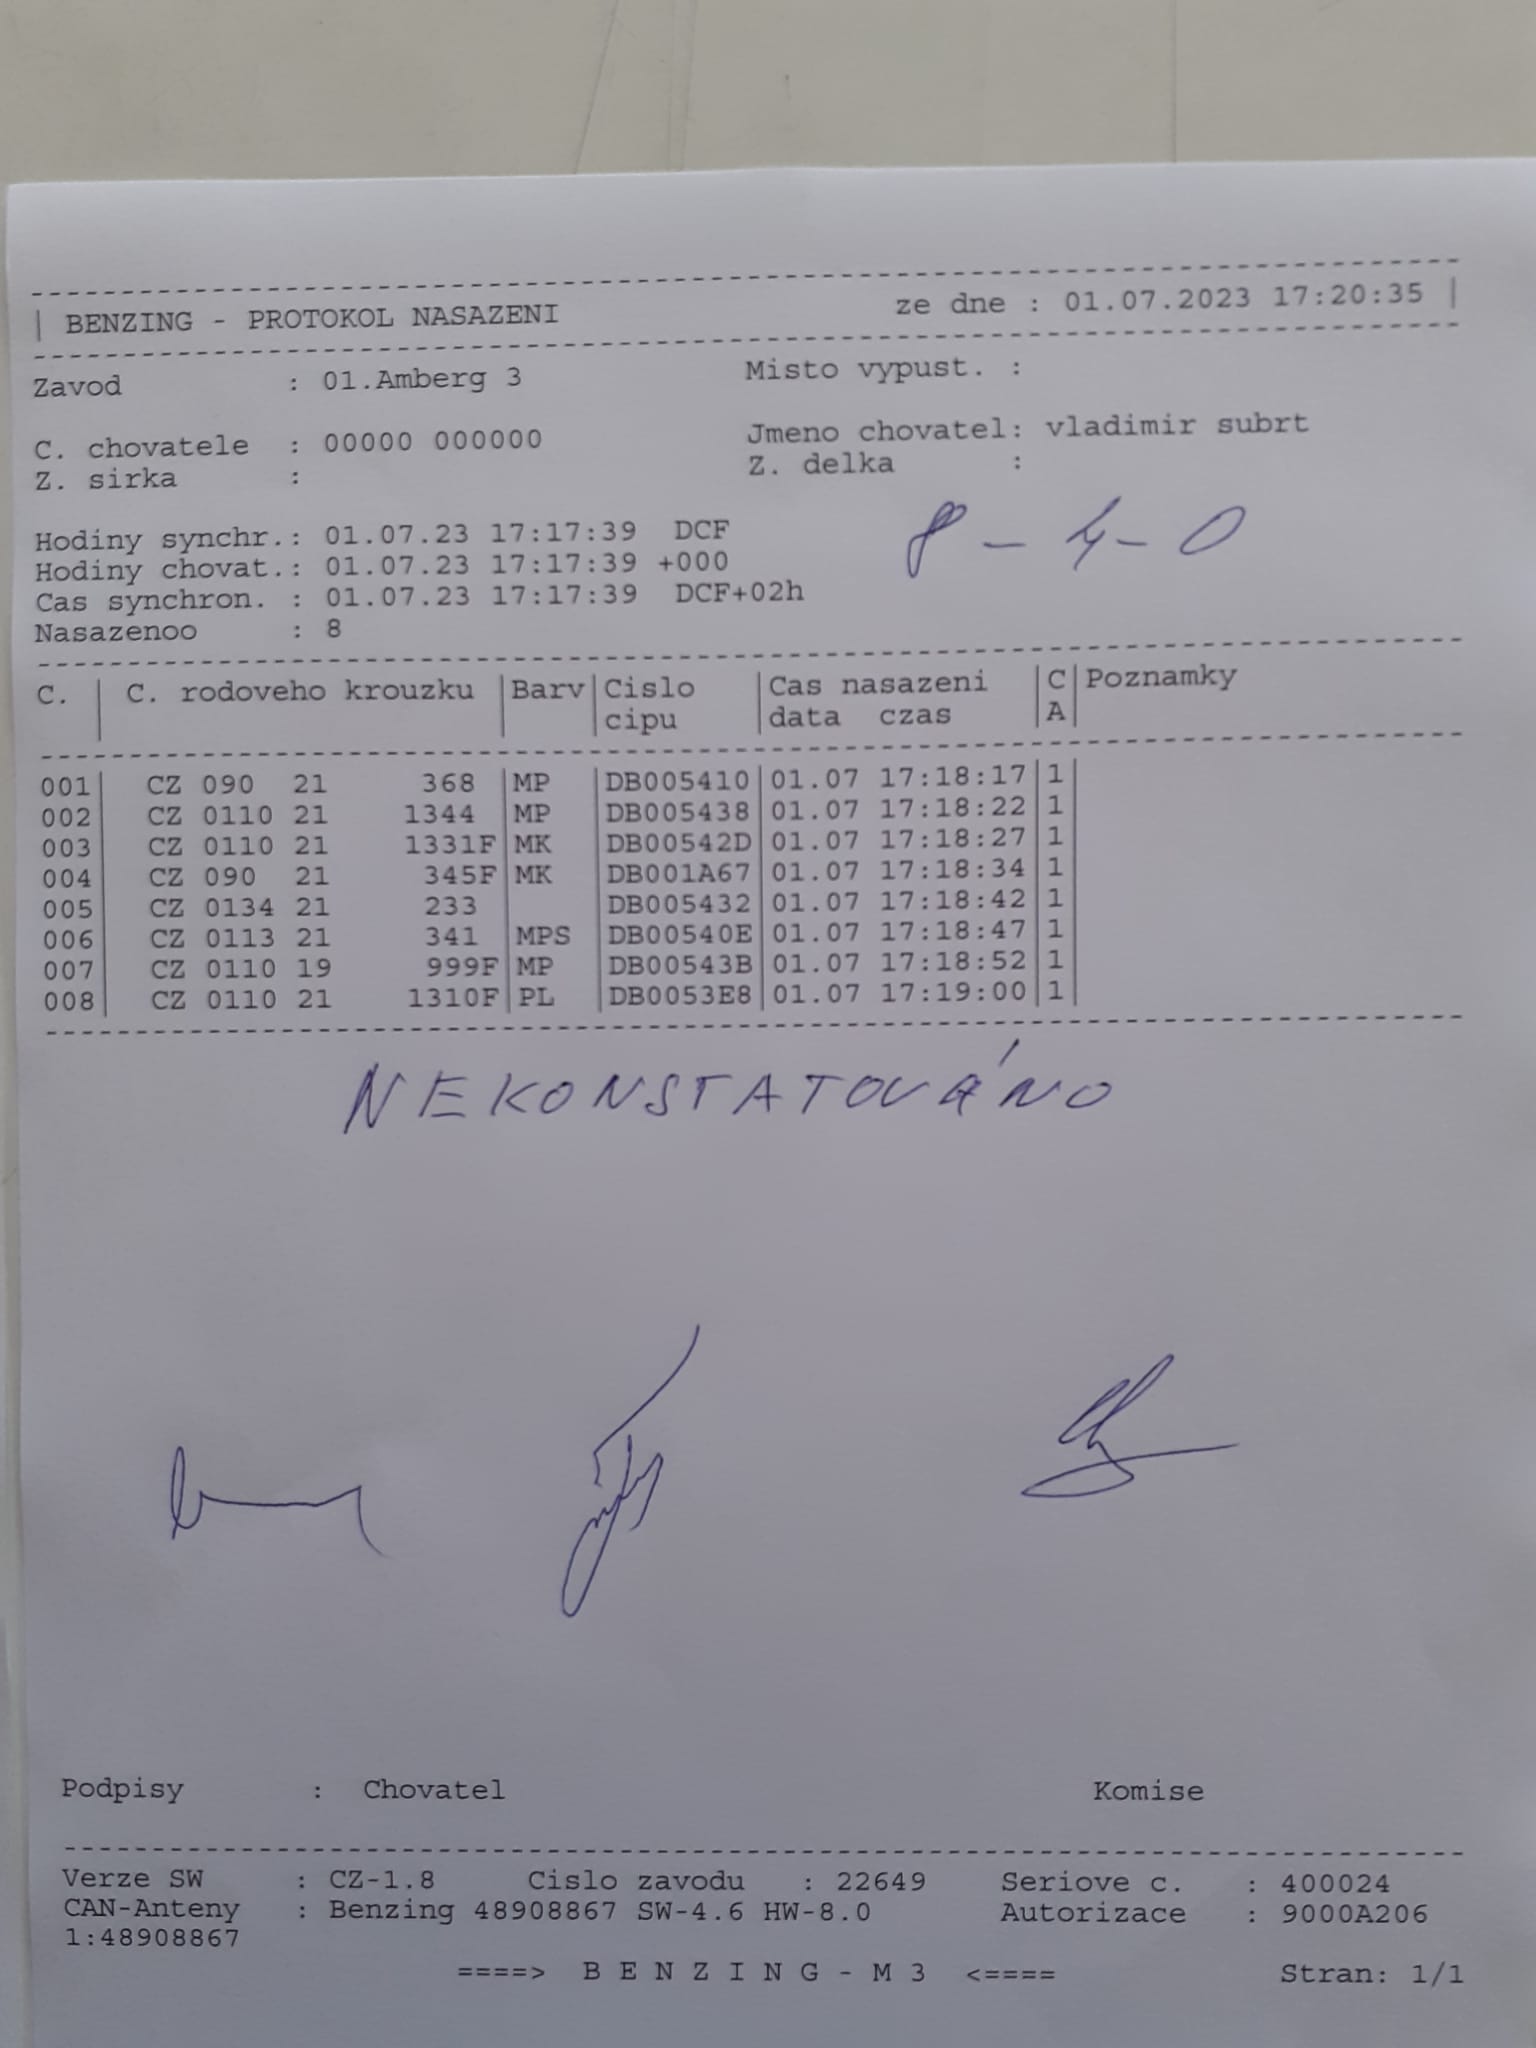 BENZING - PROTOKOL NASAZENI ze dne : 01.07.2023 17:20:35
Zavod : 01.Amberg 3 Misto vypust. :
C. chovatele : 00000 000000 Jmeno chovatel: vladimir subrt
Z. sirka : Z. delka :
8 - 4 - 0
Hodiny synchr.: 01.07.23 17:17:39 DCF
Hodiny chovat.: 01.07.23 17:17:39 +000
Cas synchron. : 01.07.23 17:17:39 DCF+02h
Nasazenoo : 8
C. | C. rodoveho krouzku |Barv|Cislo |Cas nasazeni |C|Poznamky
cipu |data czas |A|
001| CZ 090 21 368 |MP |DB005410|01.07 17:18:17|1|
002| CZ 0110 21 1344 |MP |DB005438|01.07 17:18:22|1|
003| CZ 0110 21 1331F|MK |DB00542D|01.07 17:18:27|1|
004| CZ 090 21 345F|MK |DB001A67|01.07 17:18:34|1|
005| CZ 0134 21 233 | |DB005432|01.07 17:18:42|1|
006| CZ 0113 21 341 |MPS |DB00540E|01.07 17:18:47|1|
007| CZ 0110 19 999F|MP |DB00543B|01.07 17:18:52|1|
008| CZ 0110 21 1310F|PL |DB0053E8|01.07 17:19:00|1|
NEKONSTATOVÁNO
Podpisy : Chovatel Komise
Verze SW : CZ-1.8 Cislo zavodu : 22649 Seriove c. : 400024
CAN-Anteny : Benzing 48908867 SW-4.6 HW-8.0 Autorizace : 9000A206
1:48908867
====> B E N Z I N G - M 3 <==== Stran: 1/1